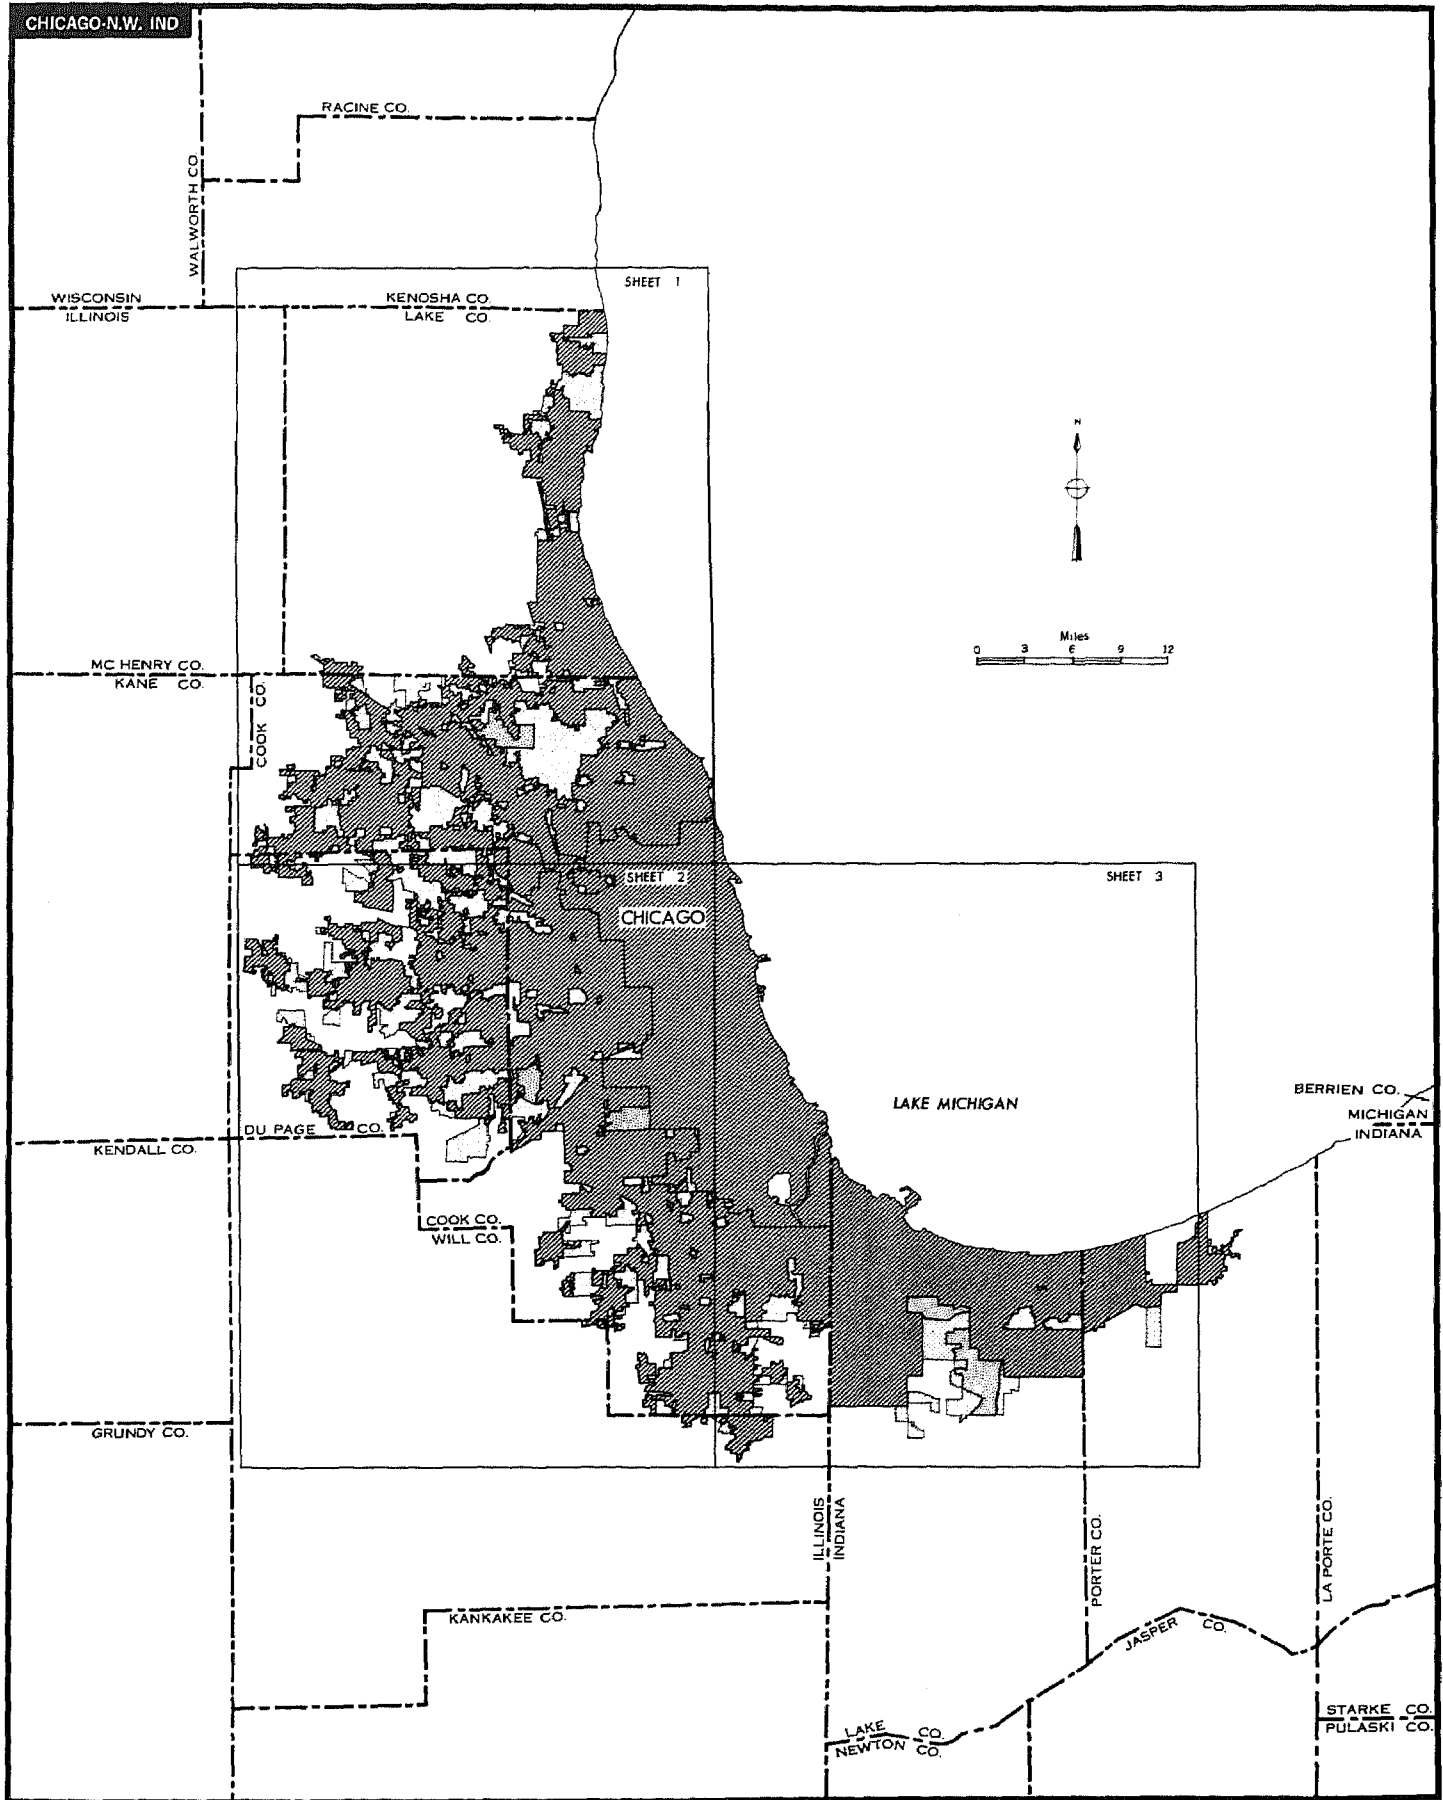 CHICAGO-N.W. IND
RACINE CO.
WALWORTH CO.
SHEET 1
WISCONSIN
ILLINOIS
KENOSHA CO.
LAKE CO.
N
Miles
0 3 6 9 12
MC HENRY CO.
KANE CO.
COOK CO.
SHEET 2
SHEET 3
CHICAGO
LAKE MICHIGAN
BERRIEN CO.
MICHIGAN
INDIANA
DU PAGE CO.
KENDALL CO.
COOK CO.
WILL CO.
GRUNDY CO.
ILLINOIS
INDIANA
PORTER CO.
LA PORTE CO.
KANKAKEE CO.
JASPER CO.
STARKE CO.
PULASKI CO.
LAKE CO.
NEWTON CO.